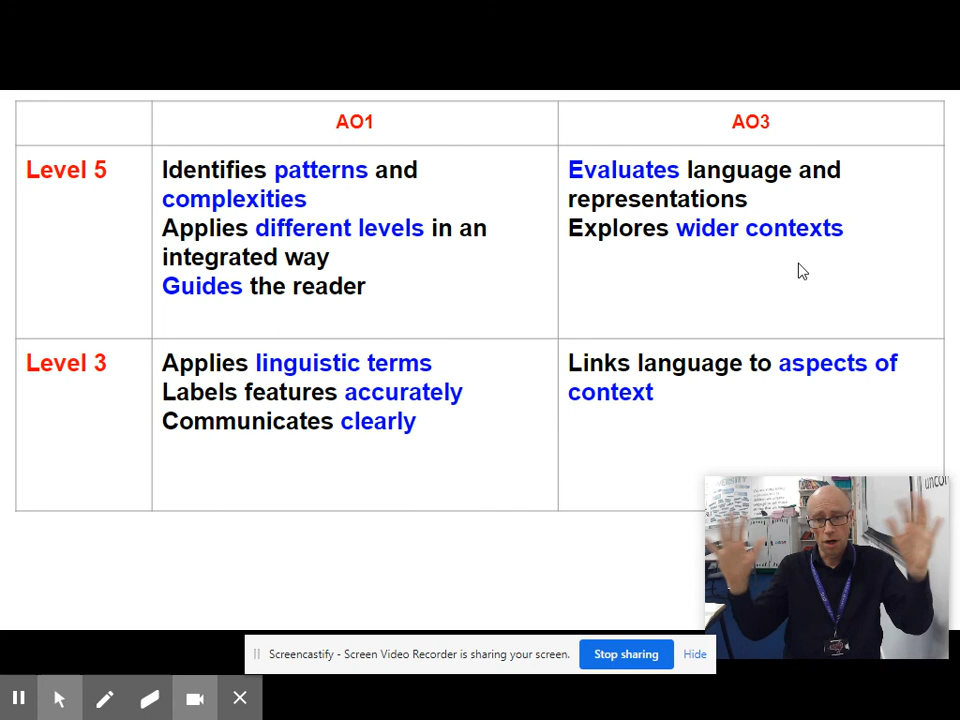 AO1
AO3
Level 5
Identifies patterns and
complexities
Applies different levels in an
integrated way
Guides the reader
Evaluates language and
representations
Explores wider contexts
Level 3
Applies linguistic terms
Labels features accurately
Communicates clearly
Links language to aspects of
context
Screencastify - Screen Video Recorder is sharing your screen.
Stop sharing
Hide